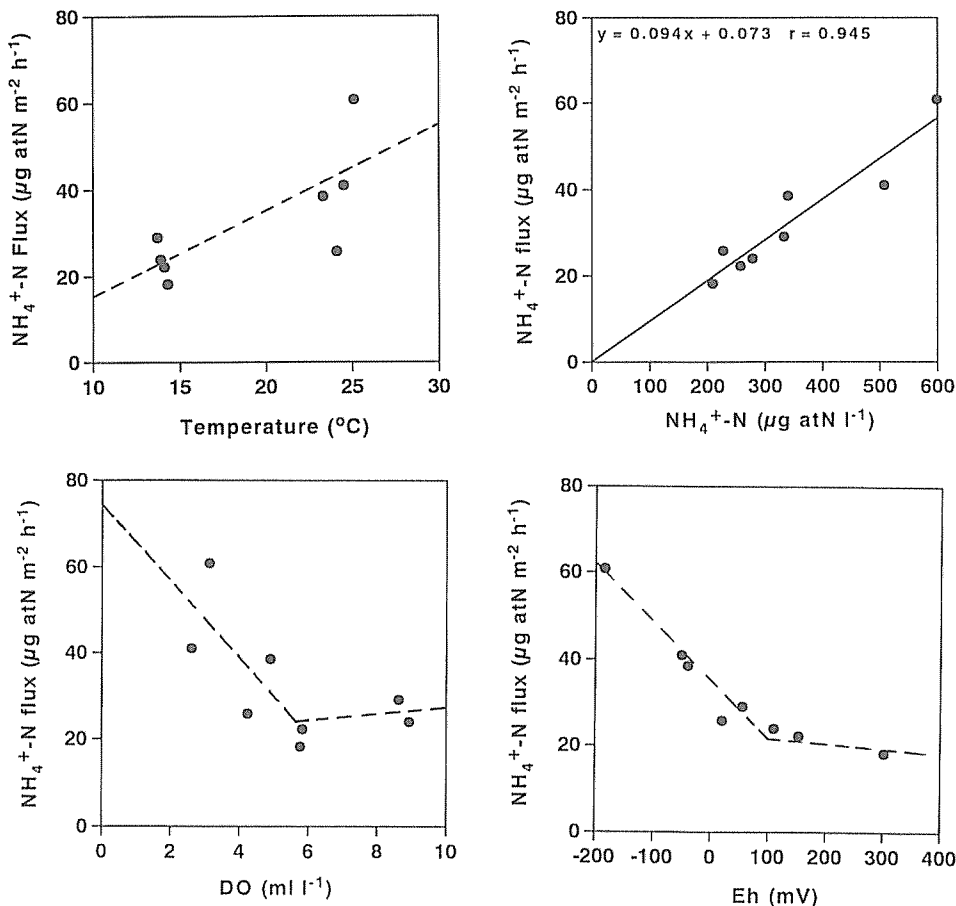 NH₄⁺-N Flux (µg atN m⁻² h⁻¹)
80
60
40
20
0
10 15 20 25 30
Temperature (°C)
y = 0.094x + 0.073 r = 0.945
NH₄⁺-N flux (µg atN m⁻² h⁻¹)
80
60
40
20
0
0 100 200 300 400 500 600
NH₄⁺-N (µg atN l⁻¹)
NH₄⁺-N flux (µg atN m⁻² h⁻¹)
80
60
40
20
0
0 2 4 6 8 10
DO (ml l⁻¹)
NH₄⁺-N flux (µg atN m⁻² h⁻¹)
80
60
40
20
0
-200 -100 0 100 200 300 400
Eh (mV)